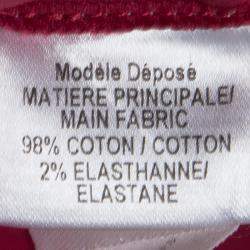 Modèle Déposé
MATIERE PRINCIPALE/
MAIN FABRIC
98% COTON / COTTON
2% ELASTHANNE/
ELASTANE